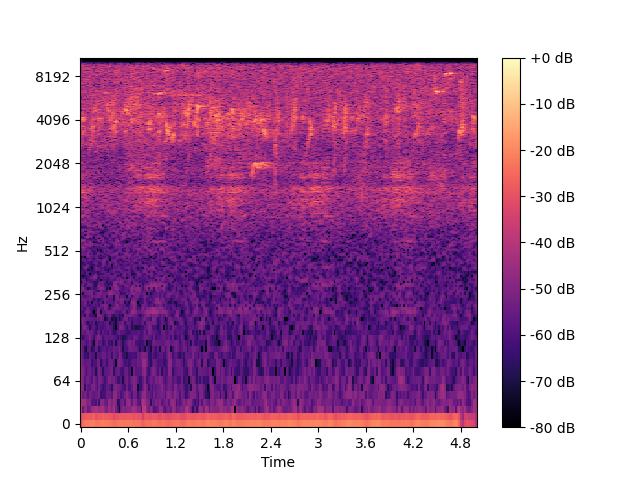 8192
4096
2048
1024
512
256
128
64
0
Hz
0 0.6 1.2 1.8 2.4 3 3.6 4.2 4.8
Time
+0 dB
-10 dB
-20 dB
-30 dB
-40 dB
-50 dB
-60 dB
-70 dB
-80 dB